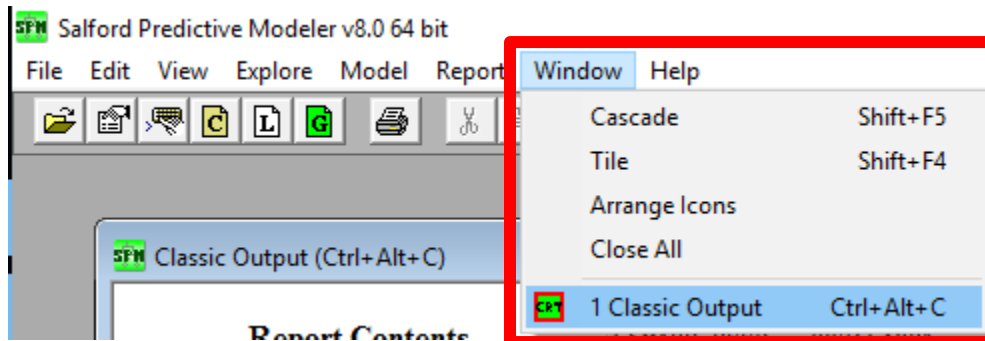 SPM Salford Predictive Modeler v8.0 64 bit
File Edit View Explore Model Report Window Help
C L G
Cascade Shift+F5
Tile Shift+F4
Arrange Icons
Close All
SPM Classic Output (Ctrl+Alt+C)
CRT 1 Classic Output Ctrl+Alt+C
Report Contents